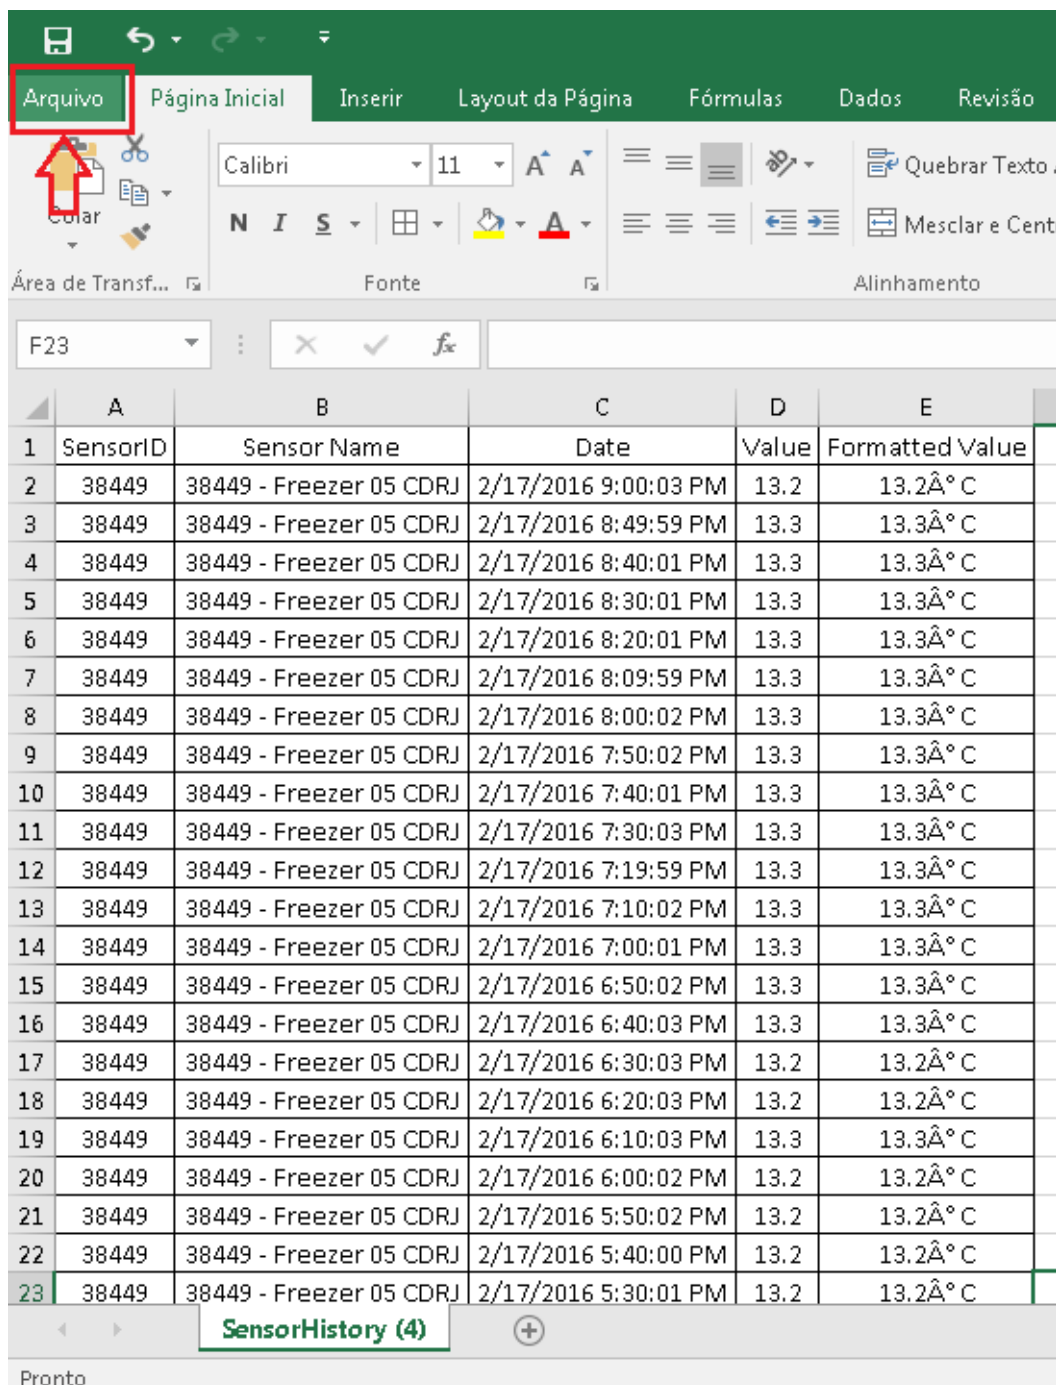 Arquivo Página Inicial Inserir Layout da Página Fórmulas Dados Revisão
Calibri 11 A A Quebrar Texto
Colar
N I S A Mesclar e Cent
Área de Transf... Fonte Alinhamento
F23 fx
A B C D E
1 SensorID Sensor Name Date Value Formatted Value
2 38449 38449 - Freezer 05 CDRJ 2/17/2016 9:00:03 PM 13.2 13.2Â° C
3 38449 38449 - Freezer 05 CDRJ 2/17/2016 8:49:59 PM 13.3 13.3Â° C
4 38449 38449 - Freezer 05 CDRJ 2/17/2016 8:40:01 PM 13.3 13.3Â° C
5 38449 38449 - Freezer 05 CDRJ 2/17/2016 8:30:01 PM 13.3 13.3Â° C
6 38449 38449 - Freezer 05 CDRJ 2/17/2016 8:20:01 PM 13.3 13.3Â° C
7 38449 38449 - Freezer 05 CDRJ 2/17/2016 8:09:59 PM 13.3 13.3Â° C
8 38449 38449 - Freezer 05 CDRJ 2/17/2016 8:00:02 PM 13.3 13.3Â° C
9 38449 38449 - Freezer 05 CDRJ 2/17/2016 7:50:02 PM 13.3 13.3Â° C
10 38449 38449 - Freezer 05 CDRJ 2/17/2016 7:40:01 PM 13.3 13.3Â° C
11 38449 38449 - Freezer 05 CDRJ 2/17/2016 7:30:03 PM 13.3 13.3Â° C
12 38449 38449 - Freezer 05 CDRJ 2/17/2016 7:19:59 PM 13.3 13.3Â° C
13 38449 38449 - Freezer 05 CDRJ 2/17/2016 7:10:02 PM 13.3 13.3Â° C
14 38449 38449 - Freezer 05 CDRJ 2/17/2016 7:00:01 PM 13.3 13.3Â° C
15 38449 38449 - Freezer 05 CDRJ 2/17/2016 6:50:02 PM 13.3 13.3Â° C
16 38449 38449 - Freezer 05 CDRJ 2/17/2016 6:40:03 PM 13.3 13.3Â° C
17 38449 38449 - Freezer 05 CDRJ 2/17/2016 6:30:03 PM 13.2 13.2Â° C
18 38449 38449 - Freezer 05 CDRJ 2/17/2016 6:20:03 PM 13.2 13.2Â° C
19 38449 38449 - Freezer 05 CDRJ 2/17/2016 6:10:03 PM 13.3 13.3Â° C
20 38449 38449 - Freezer 05 CDRJ 2/17/2016 6:00:02 PM 13.2 13.2Â° C
21 38449 38449 - Freezer 05 CDRJ 2/17/2016 5:50:02 PM 13.2 13.2Â° C
22 38449 38449 - Freezer 05 CDRJ 2/17/2016 5:40:00 PM 13.2 13.2Â° C
23 38449 38449 - Freezer 05 CDRJ 2/17/2016 5:30:01 PM 13.2 13.2Â° C
SensorHistory (4)
Pronto